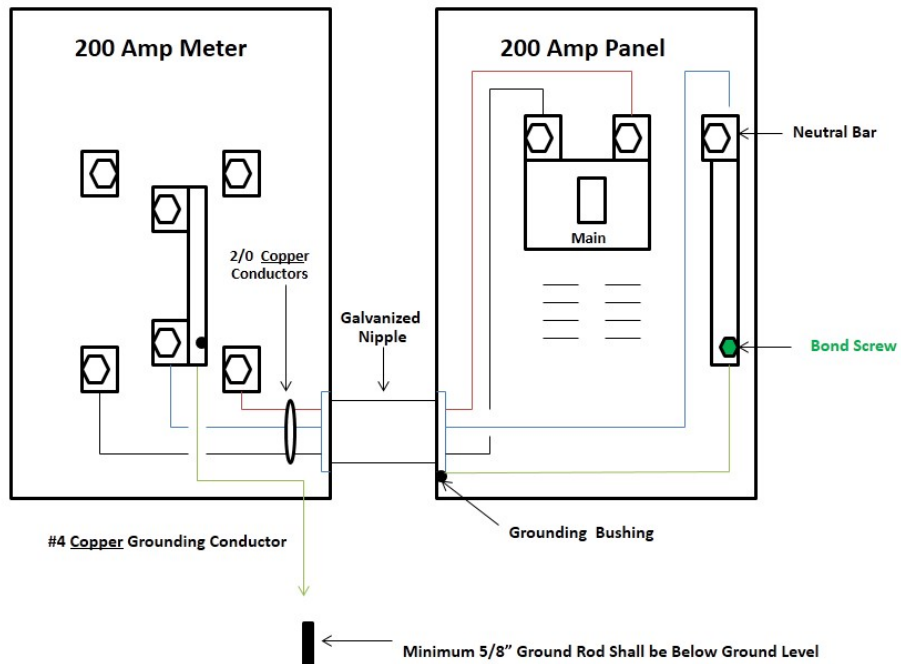 200 Amp Meter
200 Amp Panel
Neutral Bar
Main
2/0 Copper
Conductors
Galvanized
Nipple
Bond Screw
Grounding Bushing
#4 Copper Grounding Conductor
Minimum 5/8” Ground Rod Shall be Below Ground Level